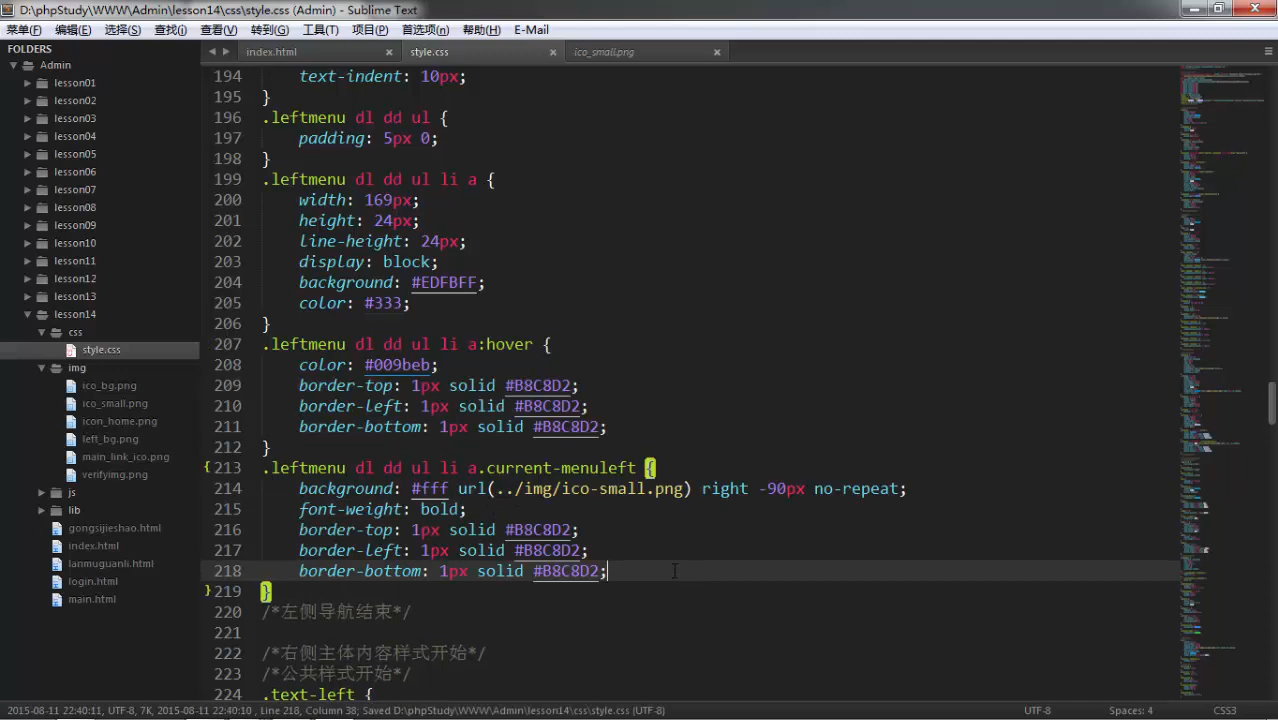 D:\phpStudy\WWW\Admin\lesson14\css\style.css (Admin) - Sublime Text
菜单(F) 编辑(E) 选择(S) 查找(I) 查看(V) 转到(G) 工具(T) 项目(P) 首选项(n) 帮助(H) E-Mail
FOLDERS
Admin
lesson01
lesson02
lesson03
lesson04
lesson05
lesson06
lesson07
lesson08
lesson09
lesson10
lesson11
lesson12
lesson13
lesson14
css
style.css
img
ico_bg.png
ico_small.png
icon_home.png
left_bg.png
main_link_ico.png
verifyimg.png
js
lib
gongsijieshao.html
index.html
lanmuguanli.html
login.html
main.html
index.html × style.css × ico_small.png ×
194 text-indent: 10px;
195 }
196 .leftmenu dl dd ul {
197 padding: 5px 0;
198 }
199 .leftmenu dl dd ul li a {
200 width: 169px;
201 height: 24px;
202 line-height: 24px;
203 display: block;
204 background: #EDFBFF;
205 color: #333;
206 }
207 .leftmenu dl dd ul li a:hover {
208 color: #009beb;
209 border-top: 1px solid #B8C8D2;
210 border-left: 1px solid #B8C8D2;
211 border-bottom: 1px solid #B8C8D2;
212 }
213 .leftmenu dl dd ul li a.current-menuleft {
214 background: #fff url(../img/ico-small.png) right -90px no-repeat;
215 font-weight: bold;
216 border-top: 1px solid #B8C8D2;
217 border-left: 1px solid #B8C8D2;
218 border-bottom: 1px solid #B8C8D2;
219 }
220 /*左侧导航结束*/
221
222 /*右侧主体内容样式开始*/
223 /*公共样式开始*/
224 .text-left {
2015-08-11 22:40:11, UTF-8, 7K, 2015-08-11 22:40:10 , Line 218, Column 38; Saved D:\phpStudy\WWW\Admin\lesson14\css\style.css (UTF-8) UTF-8 Spaces: 4 CSS3